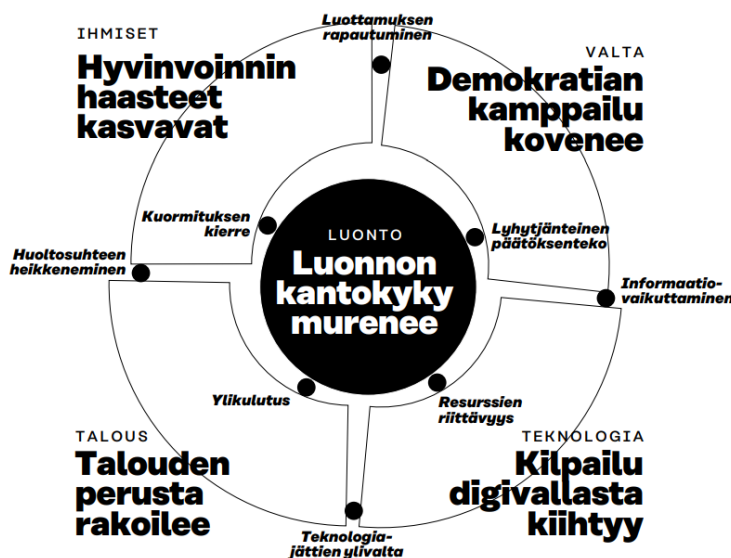 IHMISET
Hyvinvoinnin
haasteet
kasvavat
Luottamuksen
rapautuminen
VALTA
Demokratian
kamppailu
kovenee
Kuormituksen
kierre
Lyhytjänteinen
päätöksenteko
Huoltosuhteen
heikkeneminen
LUONTO
Luonnon
kantokyky
murenee
Informaatio-
vaikuttaminen
Ylikulutus
Resurssien
riittävyys
TALOUS
Talouden
perusta
rakoilee
TEKNOLOGIA
Kilpailu
digivallasta
kiihtyy
Teknologia-
jättien ylivalta